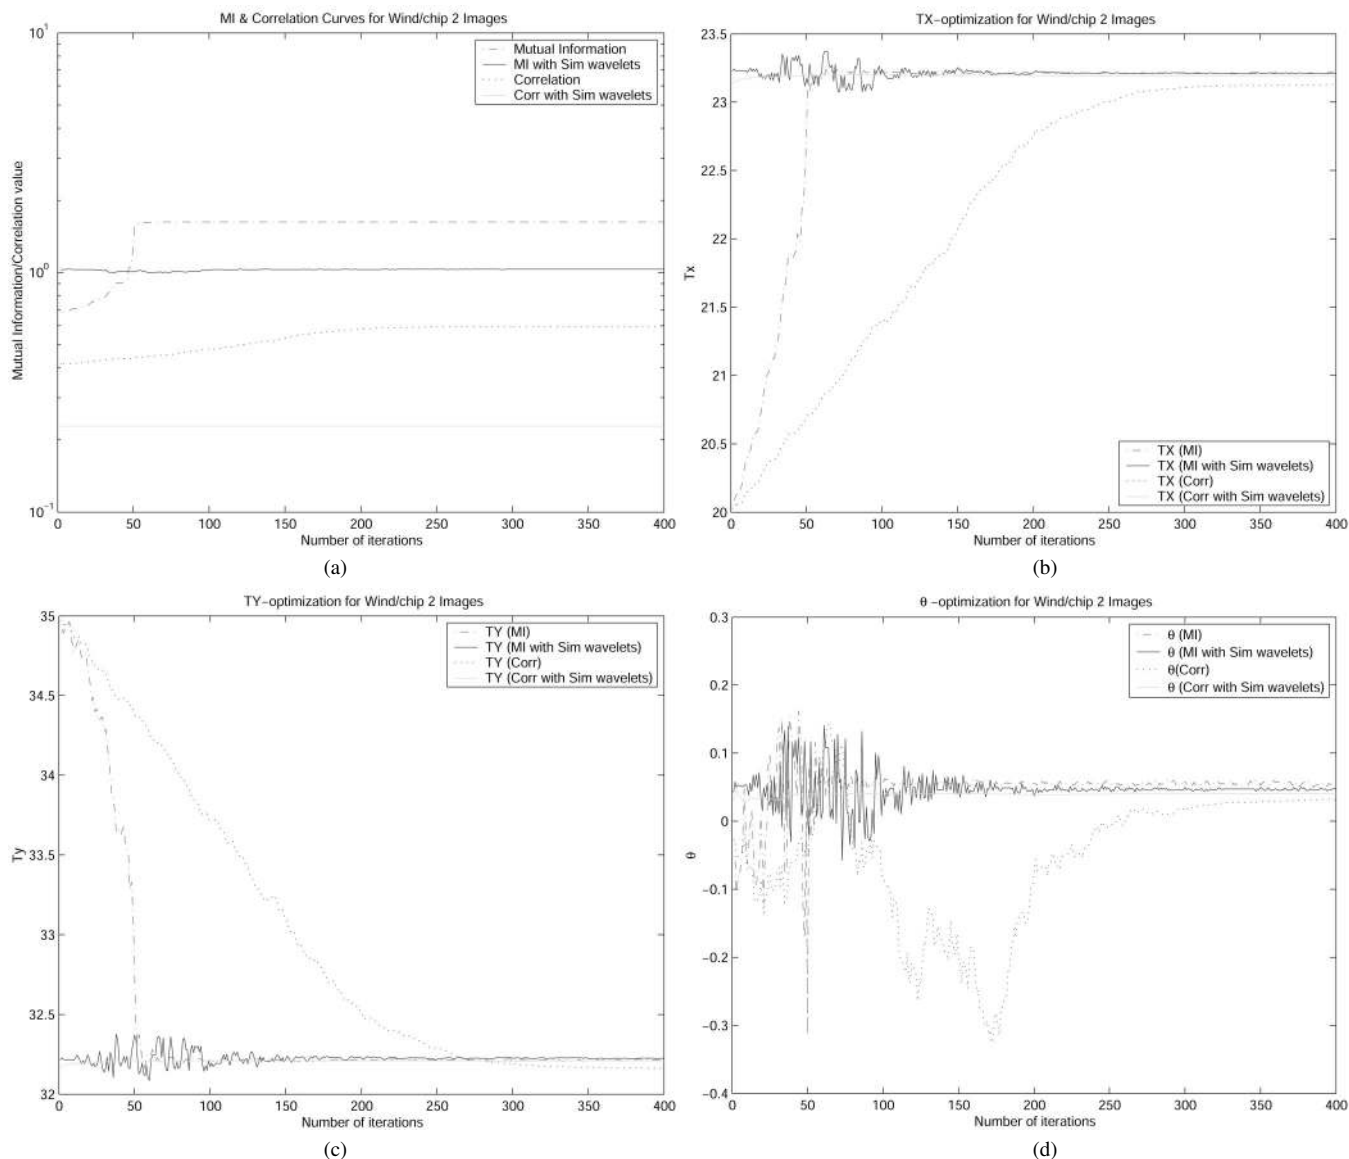 MI & Correlation Curves for Wind/chip 2 Images
10¹
Mutual Information
MI with Sim wavelets
Correlation
Corr with Sim wavelets
Mutual Information/Correlation value
10⁰
10⁻¹
0 50 100 150 200 250 300 350 400
Number of iterations
(a)
TX−optimization for Wind/chip 2 Images
23.5
23
22.5
22
Tx
21.5
21
20.5
20
TX (MI)
TX (MI with Sim wavelets)
TX (Corr)
TX (Corr with Sim wavelets)
0 50 100 150 200 250 300 350 400
Number of iterations
(b)
TY−optimization for Wind/chip 2 Images
35
TY (MI)
TY (MI with Sim wavelets)
TY (Corr)
TY (Corr with Sim wavelets)
34.5
34
33.5
Ty
33
32.5
32
0 50 100 150 200 250 300 350 400
Number of iterations
(c)
θ −optimization for Wind/chip 2 Images
0.3
θ (MI)
θ (MI with Sim wavelets)
θ(Corr)
θ (Corr with Sim wavelets)
0.2
0.1
0
θ
−0.1
−0.2
−0.3
−0.4
0 50 100 150 200 250 300 350 400
Number of iterations
(d)